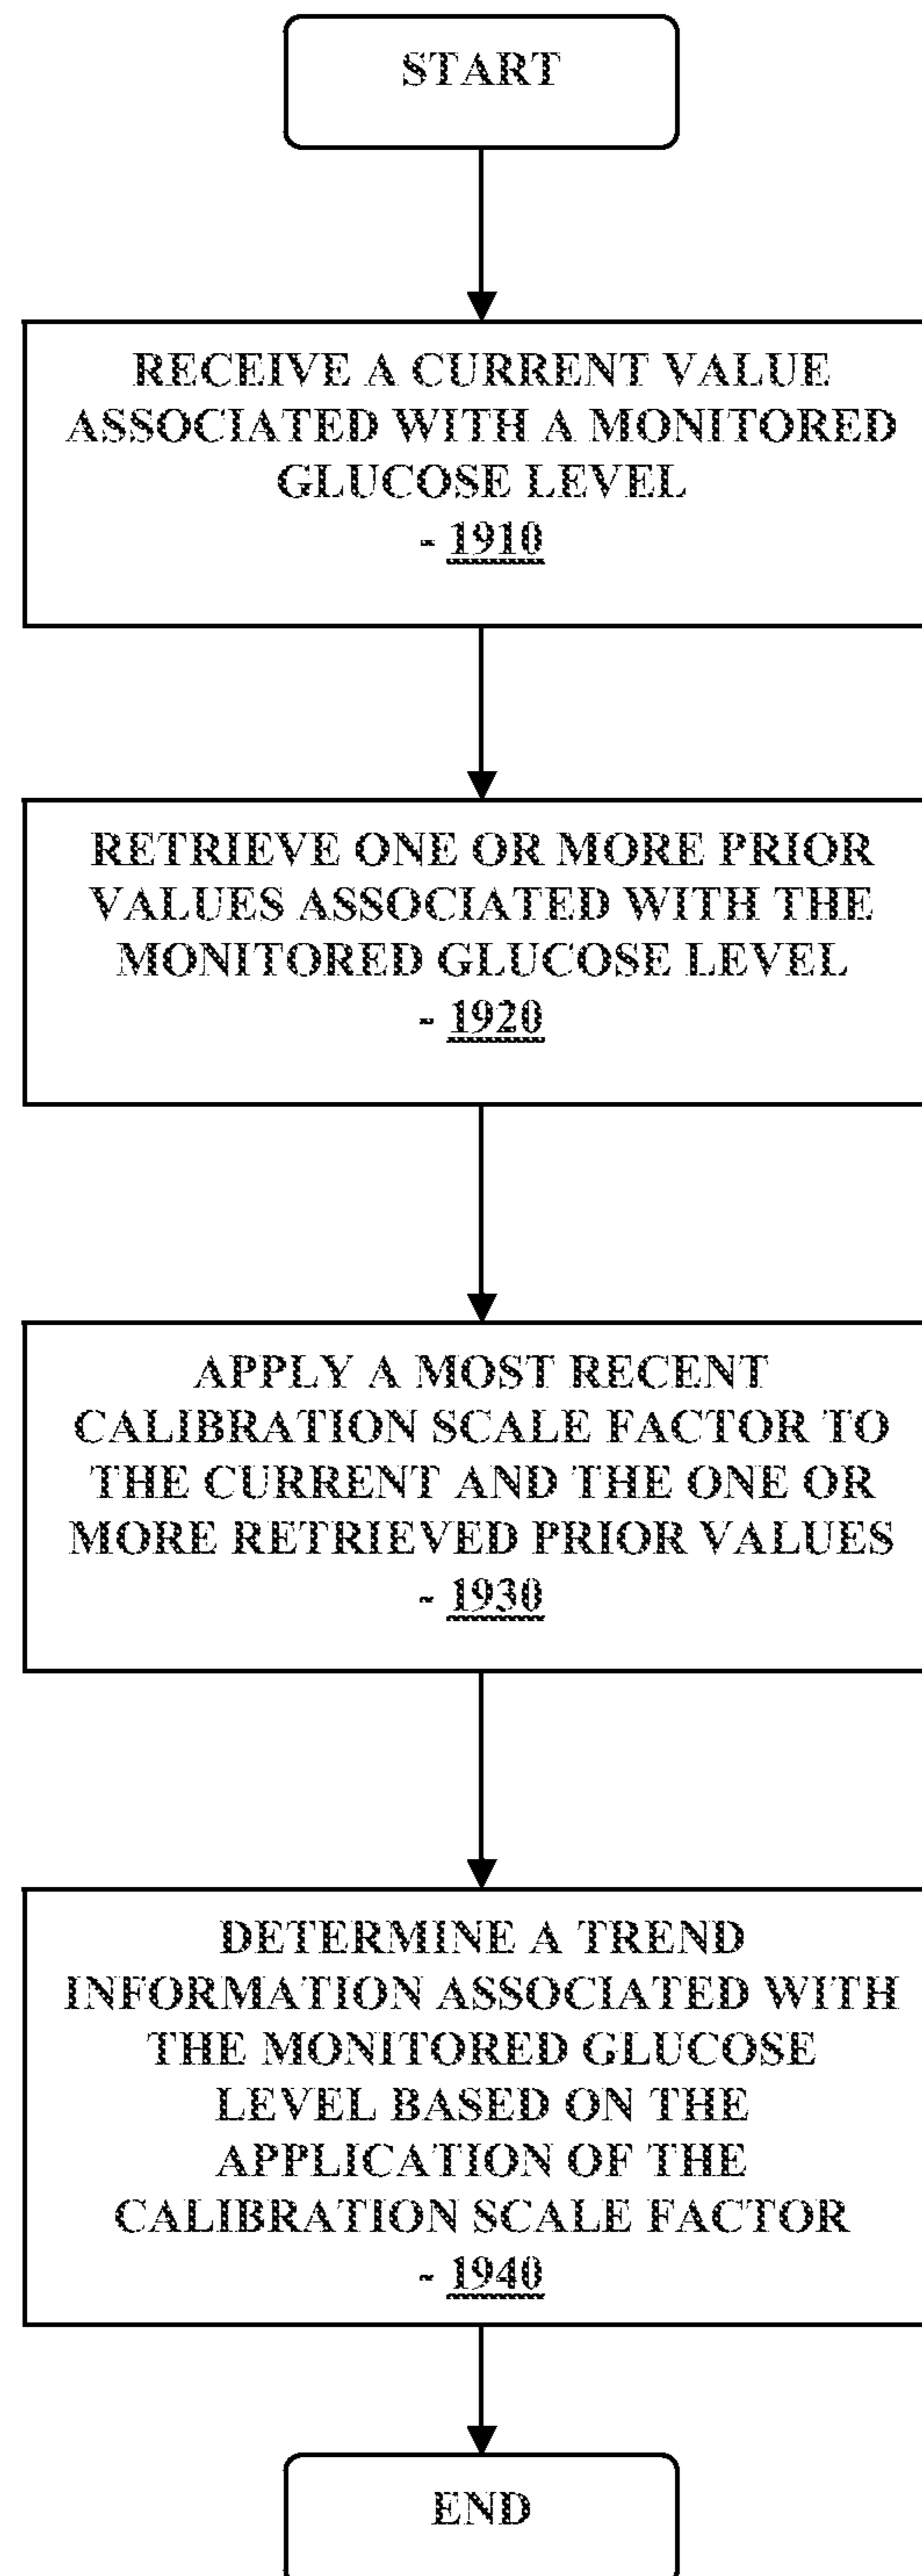 START
RECEIVE A CURRENT VALUE
ASSOCIATED WITH A MONITORED
GLUCOSE LEVEL
- 1910
RETRIEVE ONE OR MORE PRIOR
VALUES ASSOCIATED WITH THE
MONITORED GLUCOSE LEVEL
- 1920
APPLY A MOST RECENT
CALIBRATION SCALE FACTOR TO
THE CURRENT AND THE ONE OR
MORE RETRIEVED PRIOR VALUES
- 1930
DETERMINE A TREND
INFORMATION ASSOCIATED WITH
THE MONITORED GLUCOSE
LEVEL BASED ON THE
APPLICATION OF THE
CALIBRATION SCALE FACTOR
- 1940
END